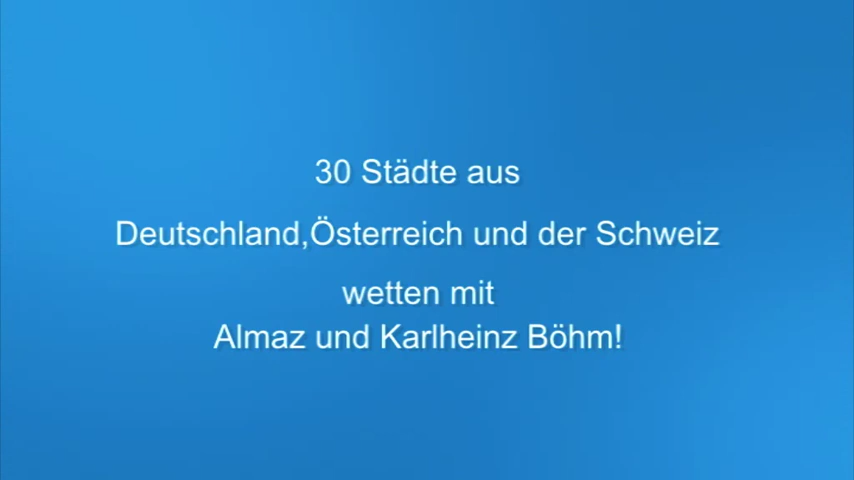 30 Städte aus
Deutschland,Österreich und der Schweiz
wetten mit
Almaz und Karlheinz Böhm!